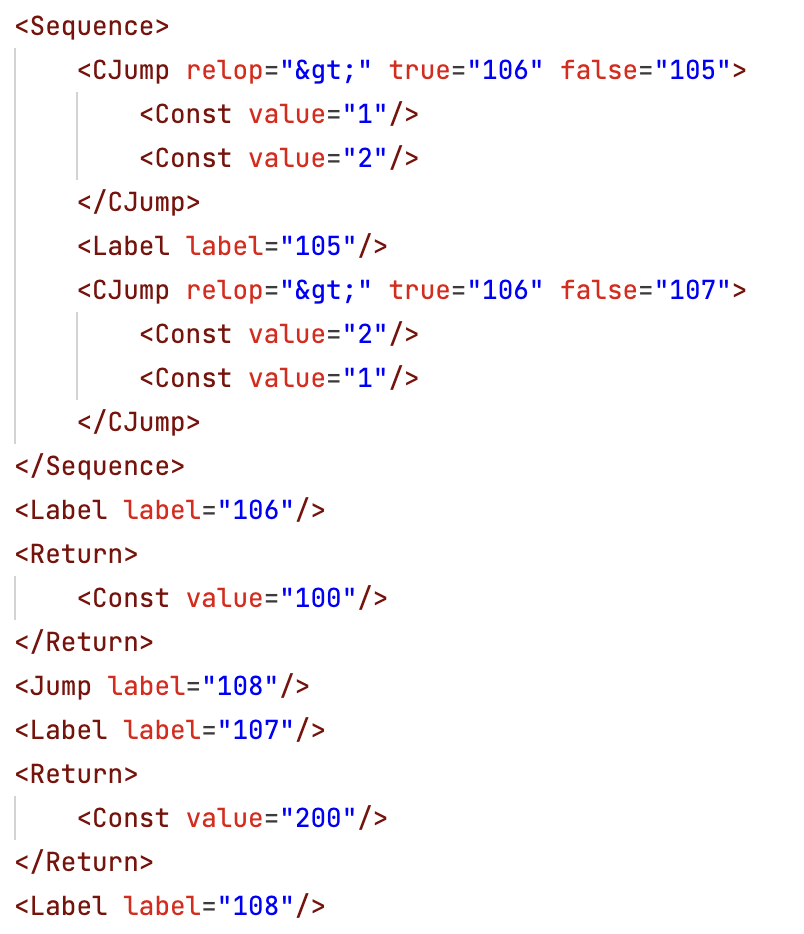 <Sequence>
    <CJump relop="&gt;" true="106" false="105">
        <Const value="1"/>
        <Const value="2"/>
    </CJump>
    <Label label="105"/>
    <CJump relop="&gt;" true="106" false="107">
        <Const value="2"/>
        <Const value="1"/>
    </CJump>
</Sequence>
<Label label="106"/>
<Return>
    <Const value="100"/>
</Return>
<Jump label="108"/>
<Label label="107"/>
<Return>
    <Const value="200"/>
</Return>
<Label label="108"/>